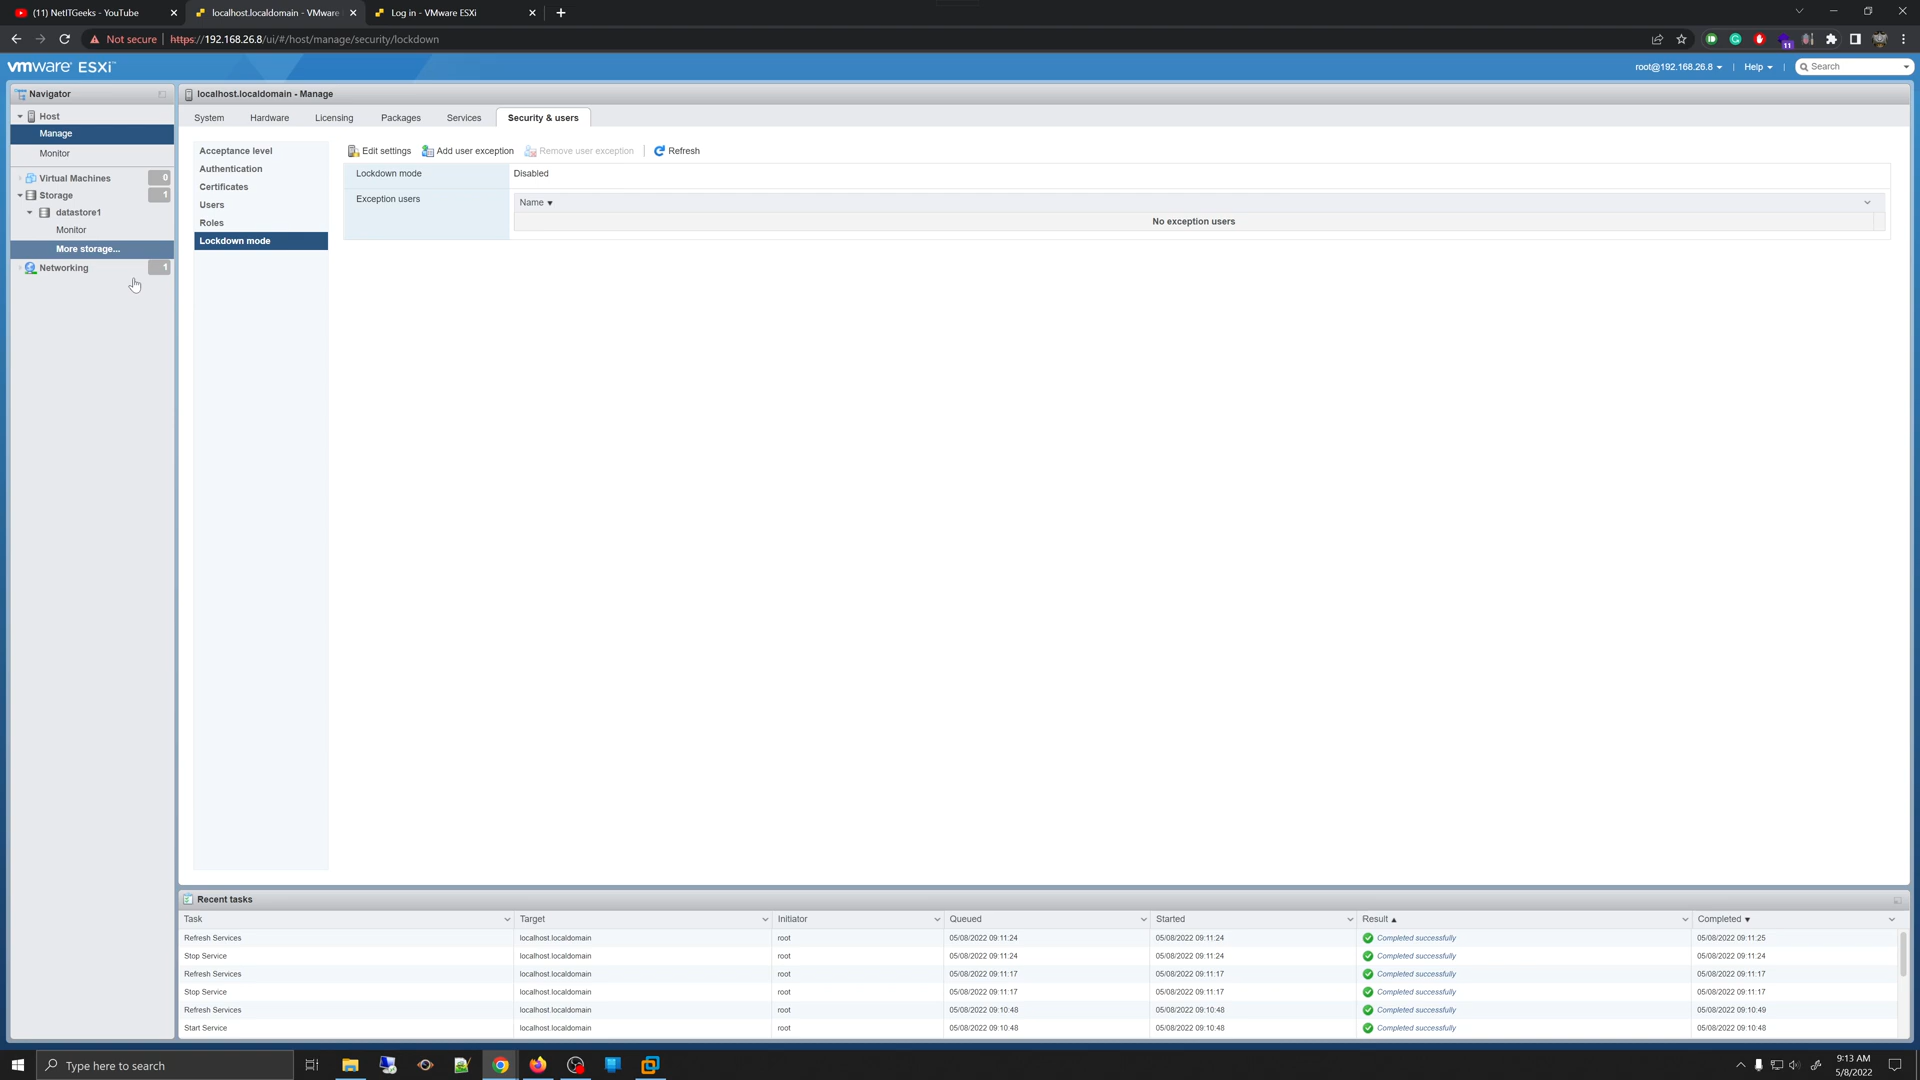 (11) NetITGeeks - YouTube
localhost.localdomain - VMware
Log in - VMware ESXi
Not secure
https://192.168.26.8/ui/#/host/manage/security/lockdown
11
vmware ESXi™
root@192.168.26.8
Help
Search
Navigator
Host
Manage
Monitor
Virtual Machines 0
Storage 1
datastore1
Monitor
More storage...
Networking 1
localhost.localdomain - Manage
System
Hardware
Licensing
Packages
Services
Security & users
Acceptance level
Authentication
Certificates
Users
Roles
Lockdown mode
Edit settings
Add user exception
Remove user exception
Refresh
Lockdown mode Disabled
Exception users
Name
No exception users
Recent tasks
Task Target Initiator Queued Started Result Completed
Refresh Services localhost.localdomain root 05/08/2022 09:11:24 05/08/2022 09:11:24 Completed successfully 05/08/2022 09:11:25
Stop Service localhost.localdomain root 05/08/2022 09:11:24 05/08/2022 09:11:24 Completed successfully 05/08/2022 09:11:24
Refresh Services localhost.localdomain root 05/08/2022 09:11:17 05/08/2022 09:11:17 Completed successfully 05/08/2022 09:11:17
Stop Service localhost.localdomain root 05/08/2022 09:11:17 05/08/2022 09:11:17 Completed successfully 05/08/2022 09:11:17
Refresh Services localhost.localdomain root 05/08/2022 09:10:48 05/08/2022 09:10:48 Completed successfully 05/08/2022 09:10:49
Start Service localhost.localdomain root 05/08/2022 09:10:48 05/08/2022 09:10:48 Completed successfully 05/08/2022 09:10:48
Type here to search
9:13 AM
5/8/2022